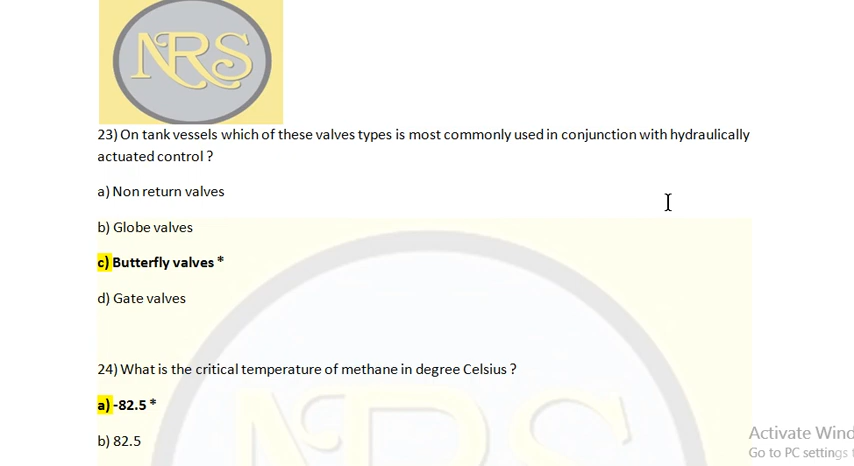 NRS
23) On tank vessels which of these valves types is most commonly used in conjunction with hydraulically
actuated control ?
a) Non return valves
b) Globe valves
c) Butterfly valves *
d) Gate valves
24) What is the critical temperature of methane in degree Celsius ?
a) -82.5 *
b) 82.5
NRS
Activate Wind
Go to PC settings t